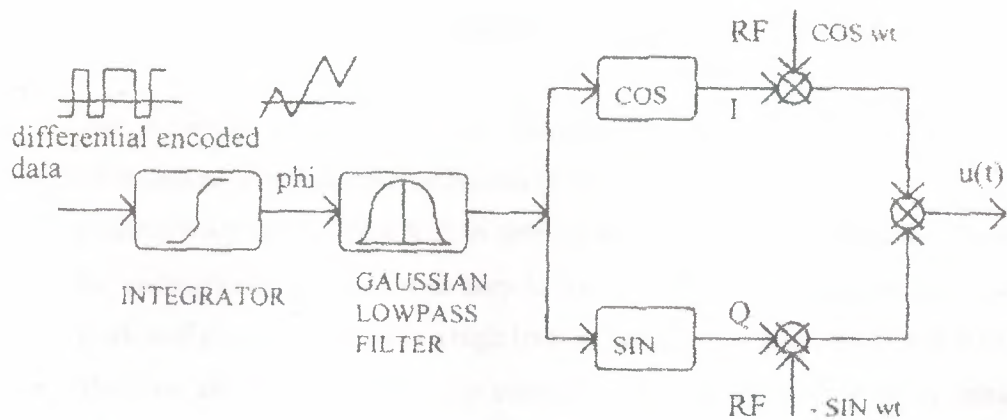 RF COS wt
COS
I
differential encoded
data
phi
u(t)
INTEGRATOR
GAUSSIAN
LOWPASS
FILTER
Q
SIN
RF - SIN wt